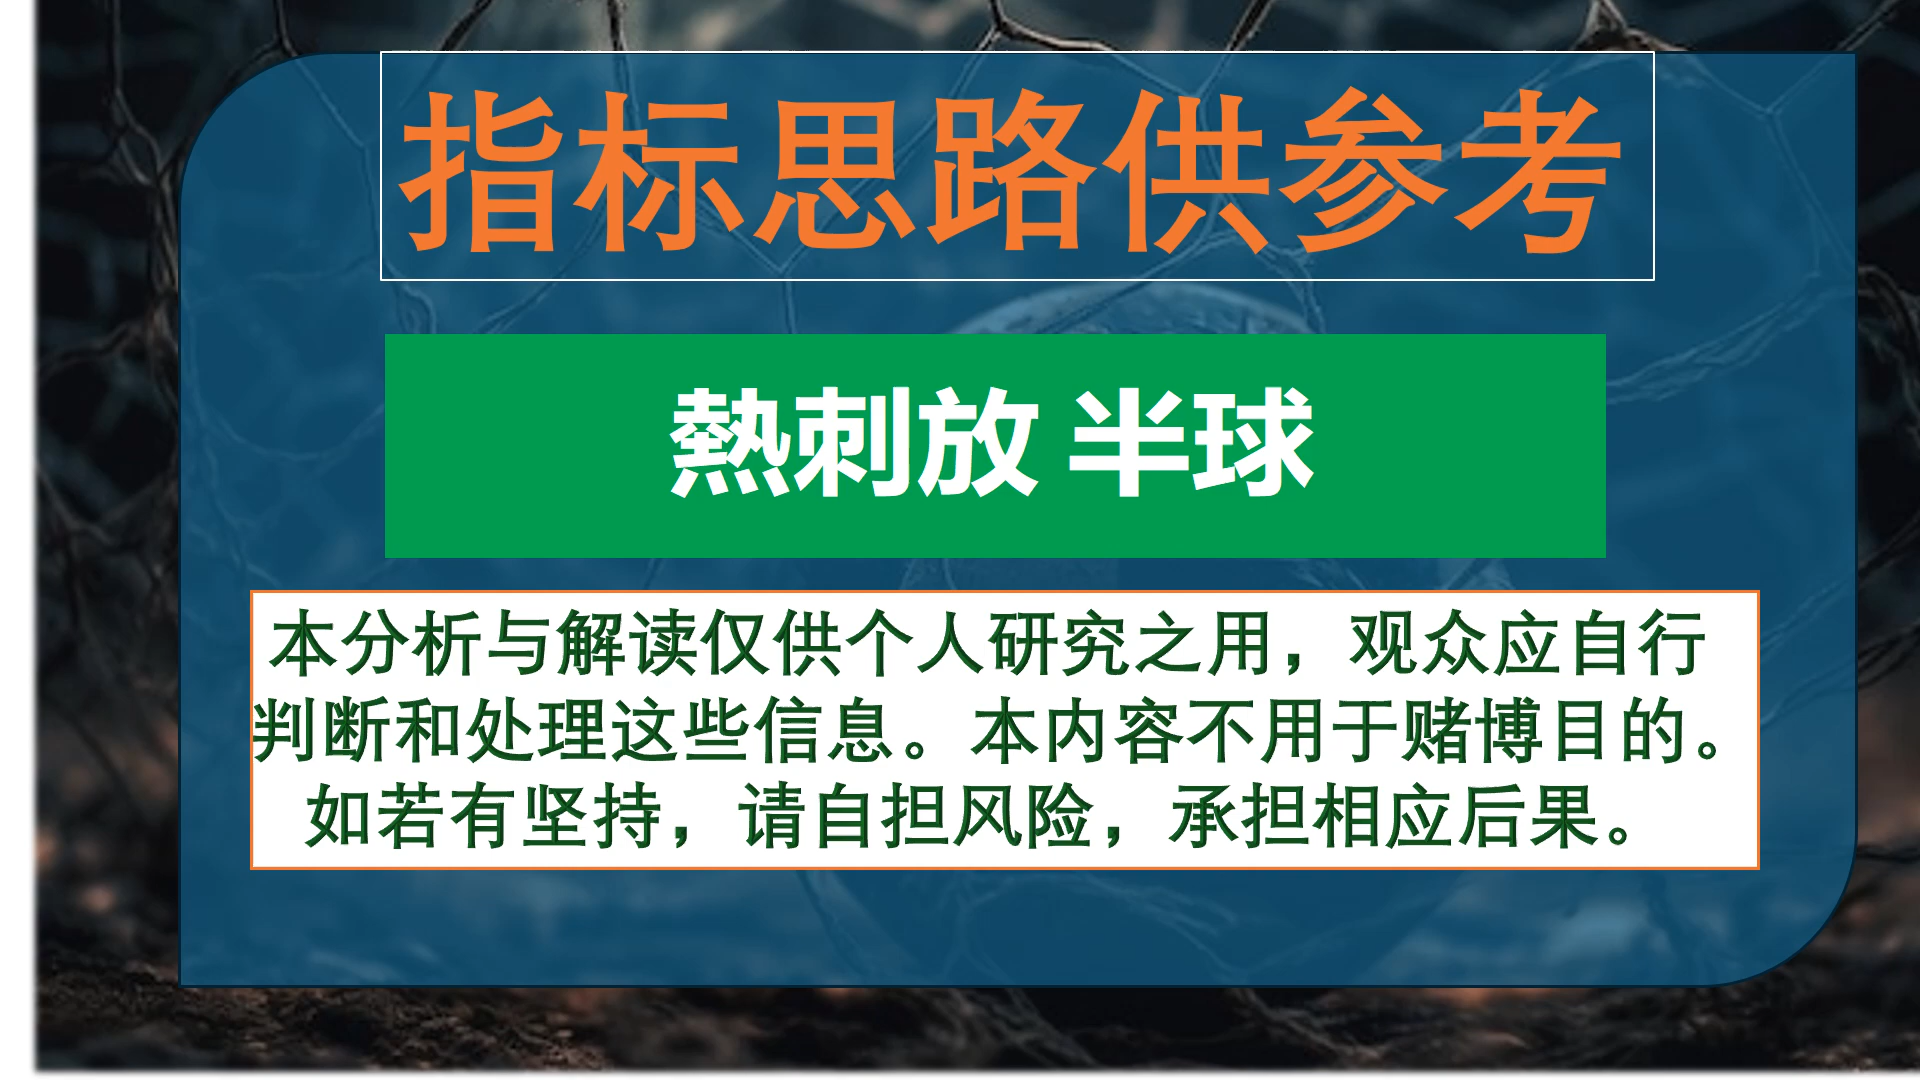 指标思路供参考
熱刺放 半球
本分析与解读仅供个人研究之用，观众应自行
判断和处理这些信息。本内容不用于赌博目的。
如若有坚持，请自担风险，承担相应后果。